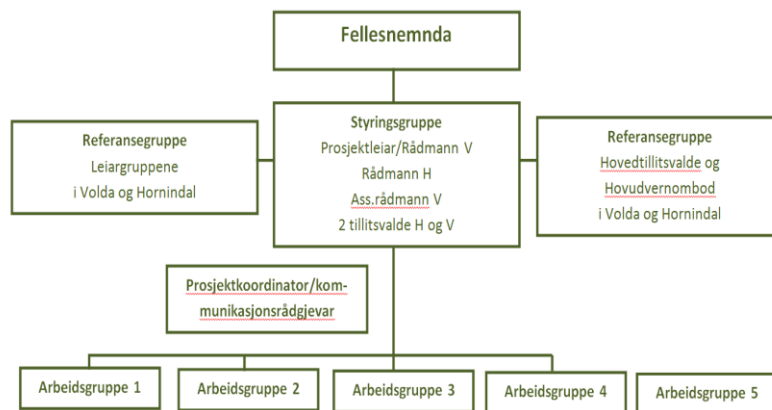 Fellesnemnda
Styringsgruppe
Prosjektleiar/Rådmann V
Rådmann H
Ass.rådmann V
2 tillitsvalde H og V
Referansegruppe
Leiargruppene
i Volda og Hornindal
Referansegruppe
Hovedtillitsvalde og
Hovudvernombod
i Volda og Hornindal
Prosjektkoordinator/kom-
munikasjonsrådgjevar
Arbeidsgruppe 1
Arbeidsgruppe 2
Arbeidsgruppe 3
Arbeidsgruppe 4
Arbeidsgruppe 5